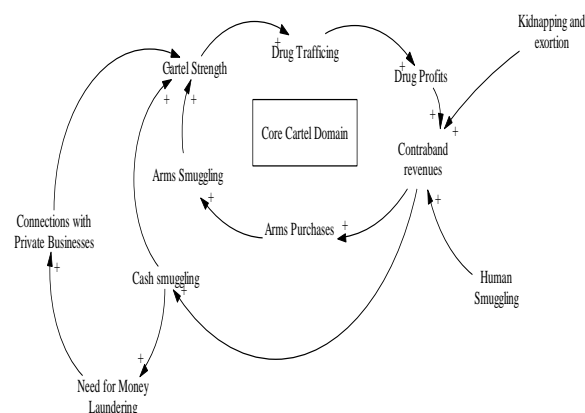 Kidnapping and
exortion
Drug Trafficing
Cartel Strength
Drug Profits
Core Cartel Domain
Contraband
revenues
Arms Smuggling
Connections with
Private Businesses
Arms Purchases
Cash smuggling
Human
Smuggling
Need for Money
Laundering
+
+
+
+
+
+
+
+
+
+
+
+
+